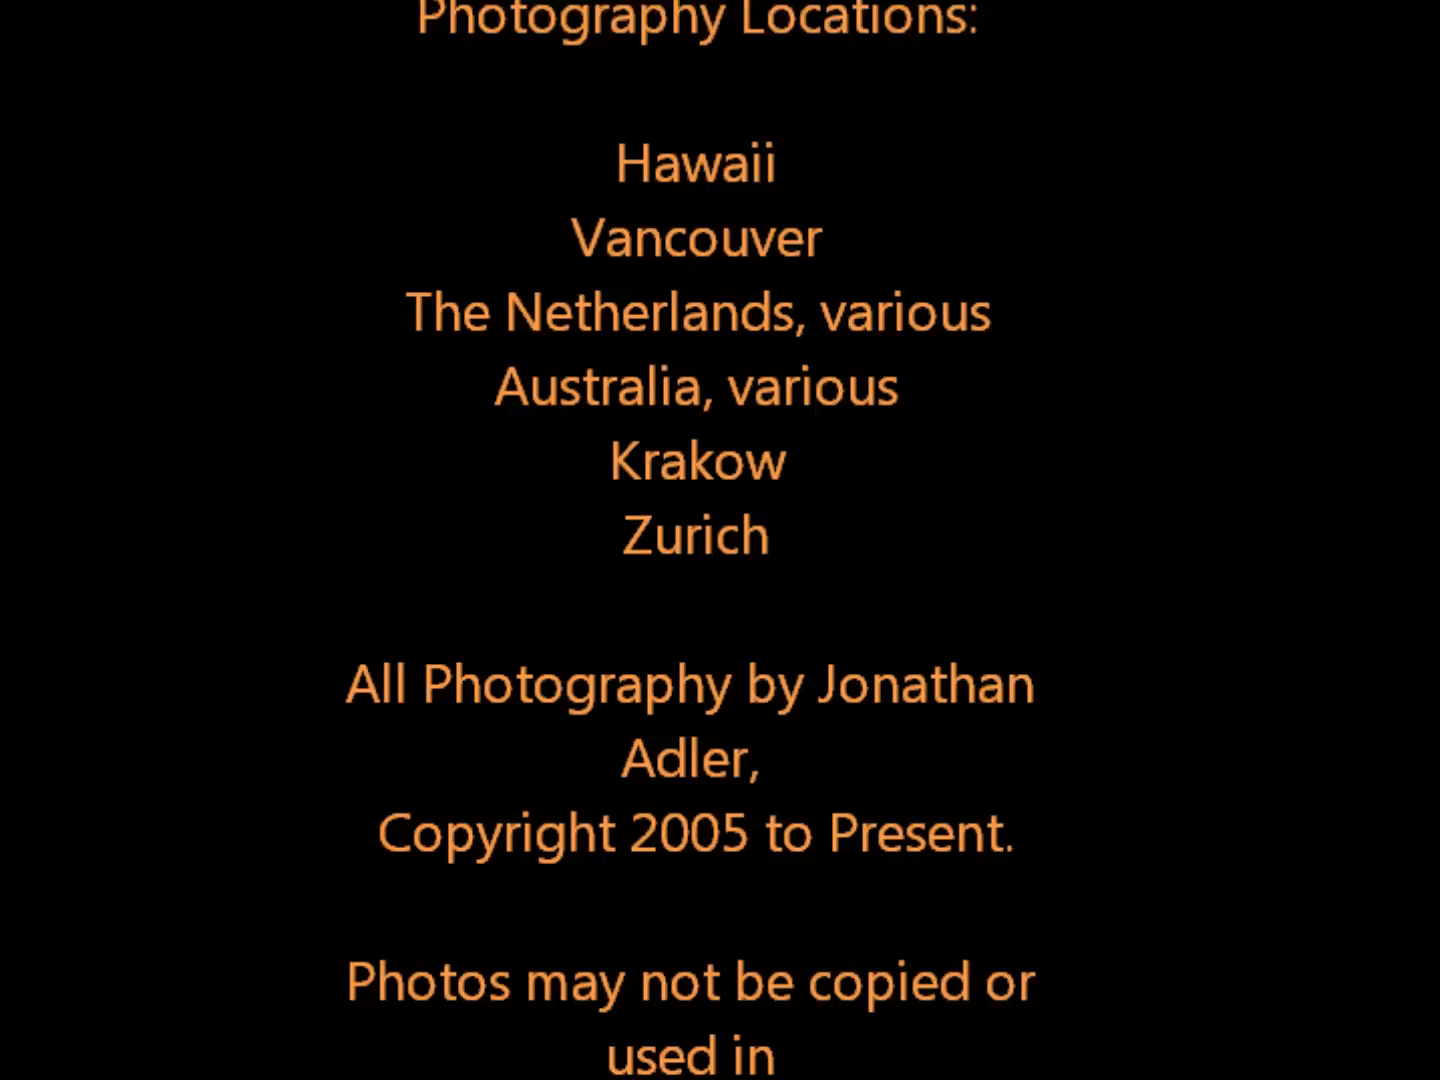 Photography Locations:
Hawaii
Vancouver
The Netherlands, various
Australia, various
Krakow
Zurich
All Photography by Jonathan
Adler,
Copyright 2005 to Present.
Photos may not be copied or
used in